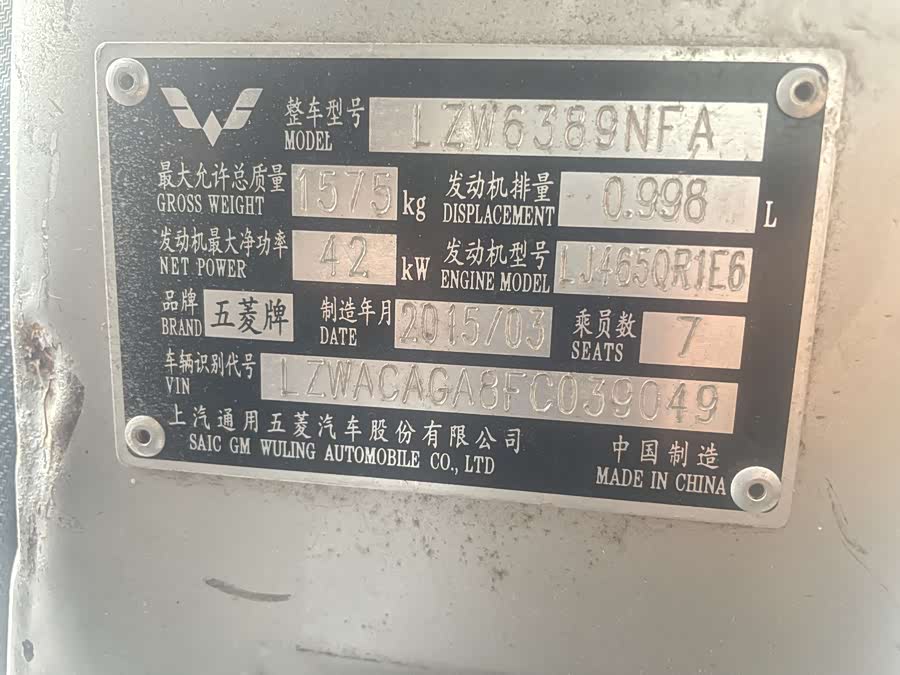 整车型号 MODEL LZW6389NFA
最大允许总质量 GROSS WEIGHT 1575 kg 发动机排量 DISPLACEMENT 0.998 L
发动机最大净功率 NET POWER 42 kW 发动机型号 ENGINE MODEL LJ465QR1E6
品牌 BRAND 五菱牌 制造年月 DATE 2015/03 乘员数 SEATS 7
车辆识别代号 VIN LZWACAGA8FC039049
上汽通用五菱汽车股份有限公司 中国制造
SAIC GM WULING AUTOMOBILE CO., LTD MADE IN CHINA